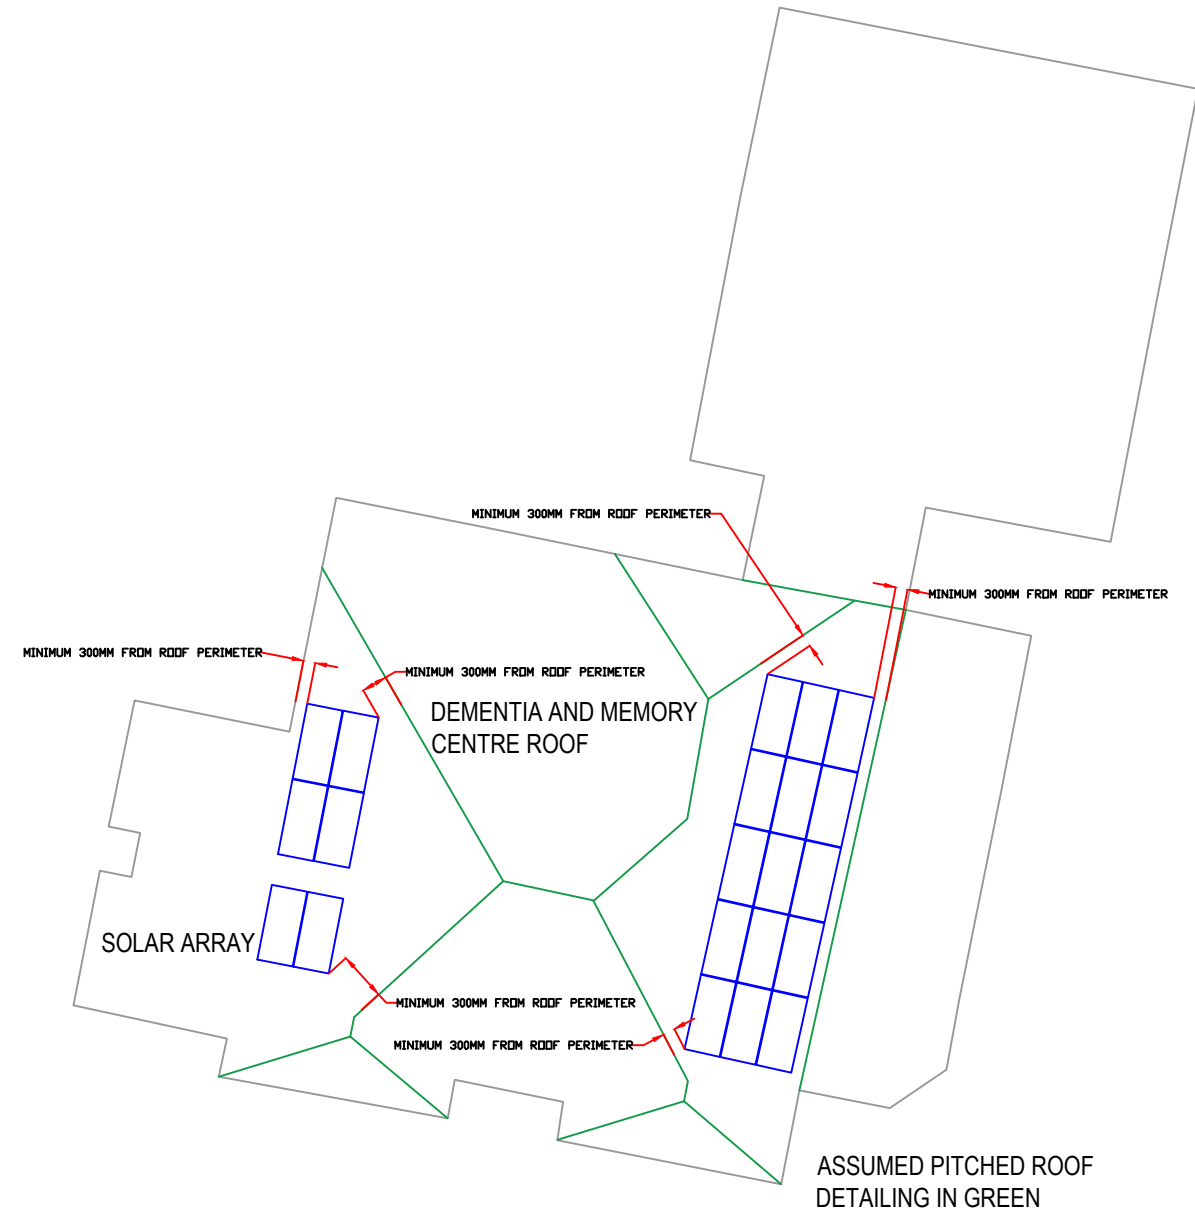 MINIMUM 300MM FROM ROOF PERIMETER
MINIMUM 300MM FROM ROOF PERIMETER
MINIMUM 300MM FROM ROOF PERIMETER
MINIMUM 300MM FROM ROOF PERIMETER
DEMENTIA AND MEMORY
CENTRE ROOF
SOLAR ARRAY
MINIMUM 300MM FROM ROOF PERIMETER
MINIMUM 300MM FROM ROOF PERIMETER
ASSUMED PITCHED ROOF
DETAILING IN GREEN